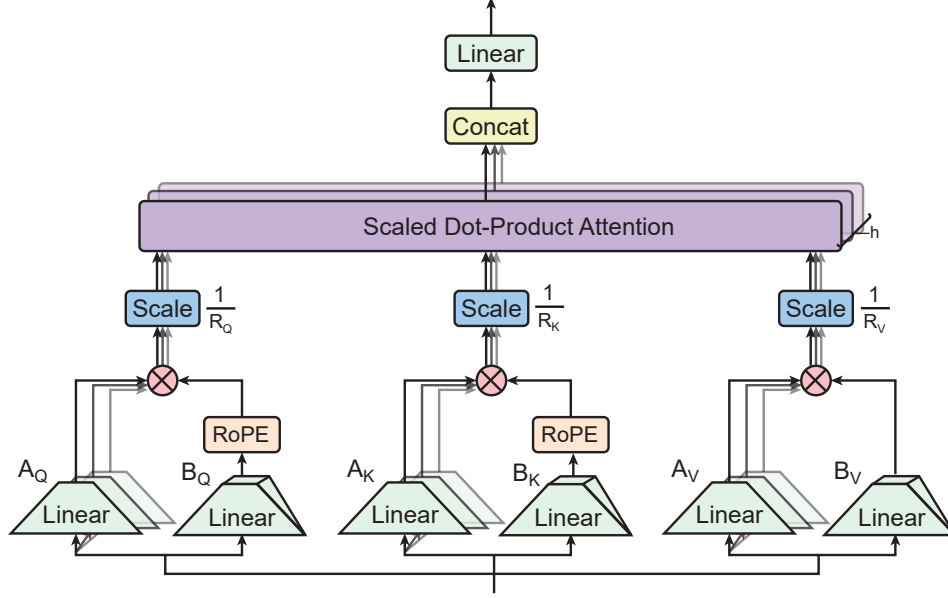 Linear
Concat
Scaled Dot-Product Attention
h
Scale 1/R_Q
Scale 1/R_K
Scale 1/R_V
RoPE
RoPE
A_Q
B_Q
A_K
B_K
A_V
B_V
Linear
Linear
Linear
Linear
Linear
Linear